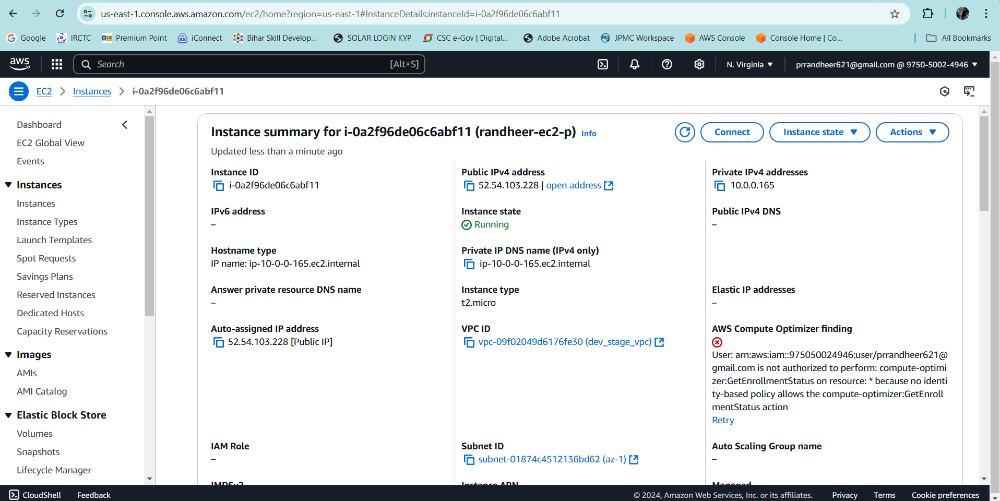 us-east-1.console.aws.amazon.com/ec2/home?region=us-east-1#InstanceDetails:instanceId=i-0a2f96de06c6abf11
Google IRCTC Premium Point iConnect Bihar Skill Develop... SOLAR LOGIN KYP CSC e-Gov | Digital... Adobe Acrobat JPMC Workspace AWS Console Console Home | Co... All Bookmarks
aws Search [Alt+S] N. Virginia prrandheer621@gmail.com @ 9750-5002-4946
EC2 Instances i-0a2f96de06c6abf11
Dashboard
EC2 Global View
Events
Instances
Instances
Instance Types
Launch Templates
Spot Requests
Savings Plans
Reserved Instances
Dedicated Hosts
Capacity Reservations
Images
AMIs
AMI Catalog
Elastic Block Store
Volumes
Snapshots
Lifecycle Manager
Instance summary for i-0a2f96de06c6abf11 (randheer-ec2-p) Info
Connect Instance state Actions
Updated less than a minute ago
Instance ID
i-0a2f96de06c6abf11
Public IPv4 address
52.54.103.228 | open address
Private IPv4 addresses
10.0.0.165
IPv6 address
–
Instance state
Running
Public IPv4 DNS
–
Hostname type
IP name: ip-10-0-0-165.ec2.internal
Private IP DNS name (IPv4 only)
ip-10-0-0-165.ec2.internal
Answer private resource DNS name
–
Instance type
t2.micro
Elastic IP addresses
–
Auto-assigned IP address
52.54.103.228 [Public IP]
VPC ID
vpc-09f02049d6176fe30 (dev_stage_vpc)
AWS Compute Optimizer finding
User: arn:aws:iam::975050024946:user/prrandheer621@
gmail.com is not authorized to perform: compute-optimi
zer:GetEnrollmentStatus on resource: * because no identi
ty-based policy allows the compute-optimizer:GetEnroll
mentStatus action
Retry
IAM Role
–
Subnet ID
subnet-01874c4512136bd62 (az-1)
Auto Scaling Group name
–
IMDSv2
Instance ARN
Managed
CloudShell Feedback © 2024, Amazon Web Services, Inc. or its affiliates. Privacy Terms Cookie preferences